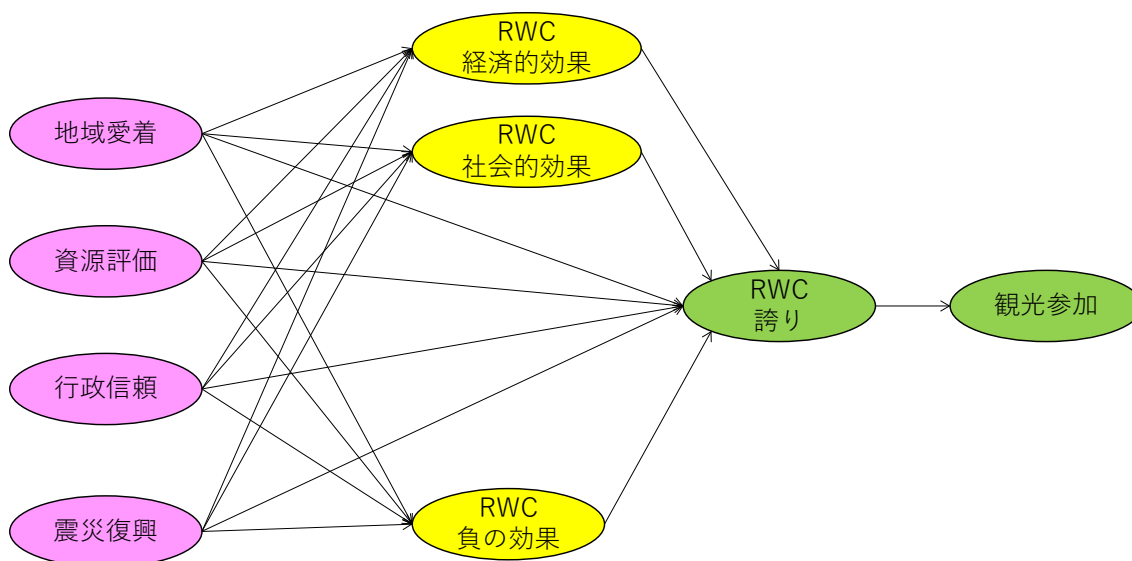 RWC
経済的効果
地域愛着
RWC
社会的効果
資源評価
RWC
誇り
観光参加
行政信頼
RWC
負の効果
震災復興